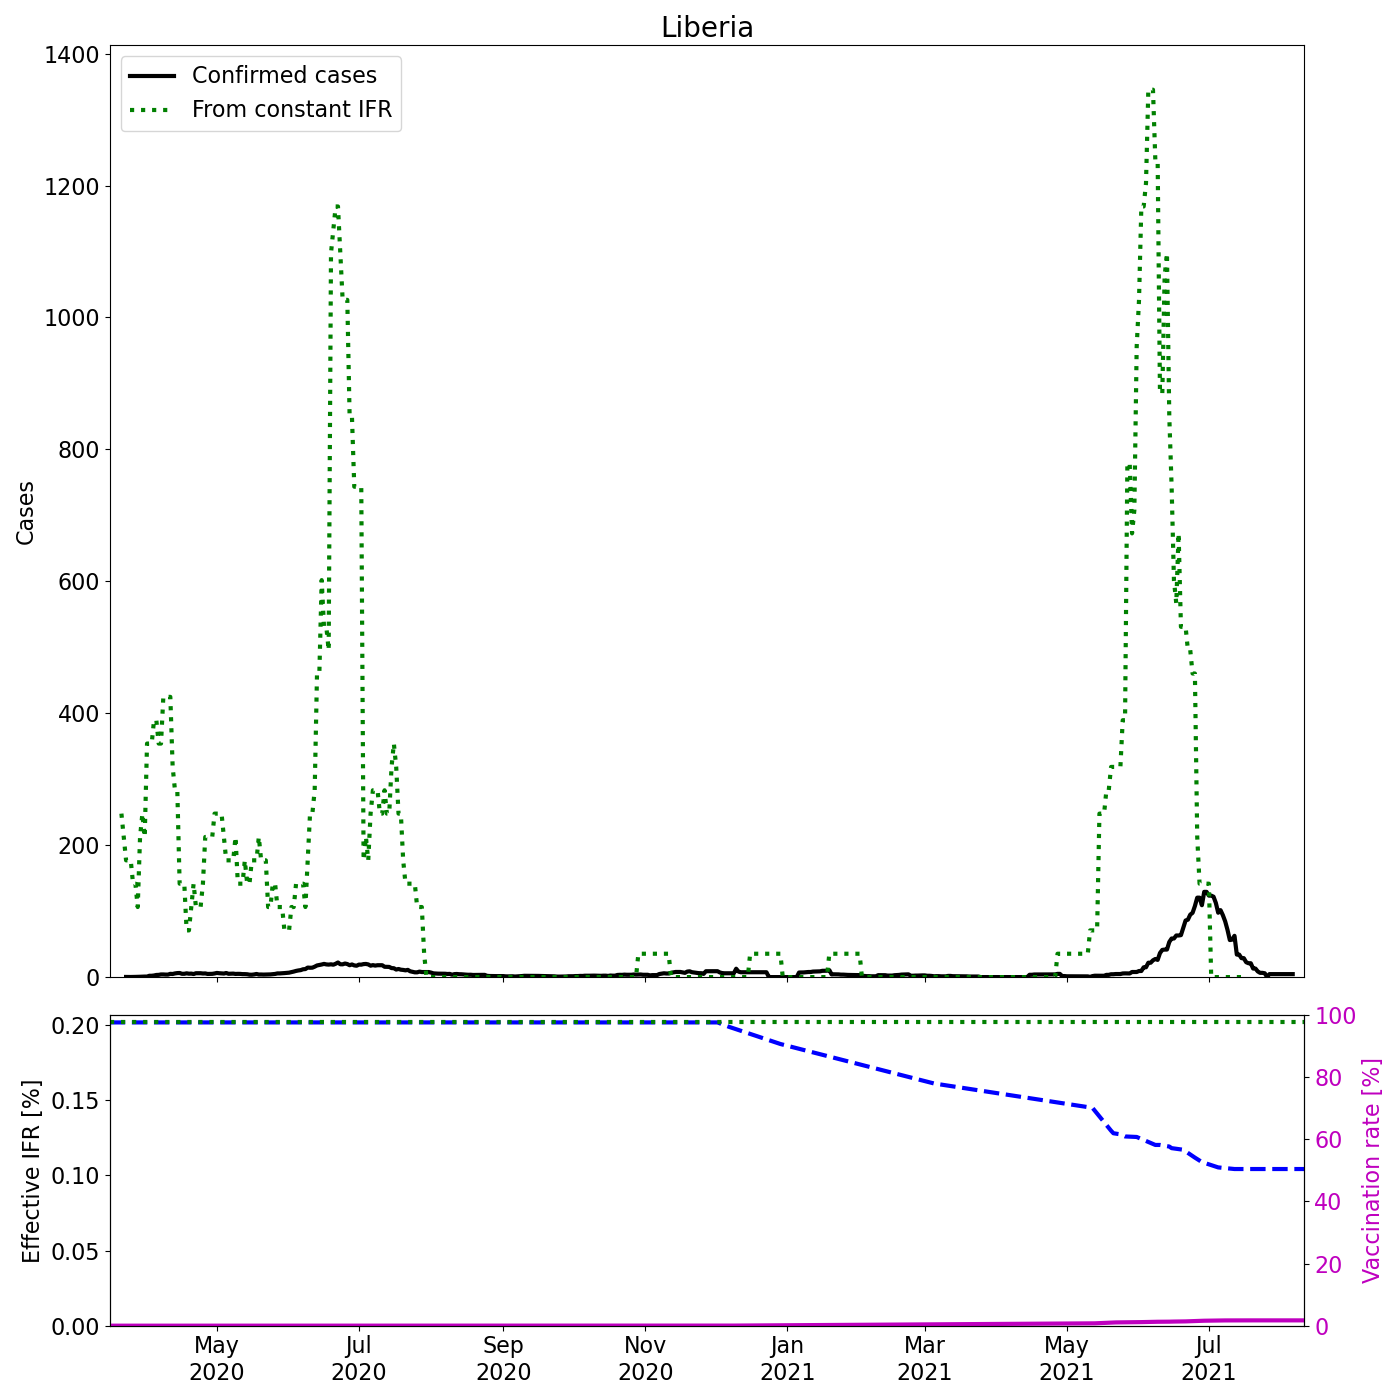 Liberia
1400
1200
1000
800
600
400
200
0
Cases
Confirmed cases
From constant IFR
0.20
0.15
0.10
0.05
0.00
Effective IFR [%]
100
80
60
40
20
0
Vaccination rate [%]
May Jul Sep Nov Jan Mar May Jul
2020 2020 2020 2020 2021 2021 2021 2021